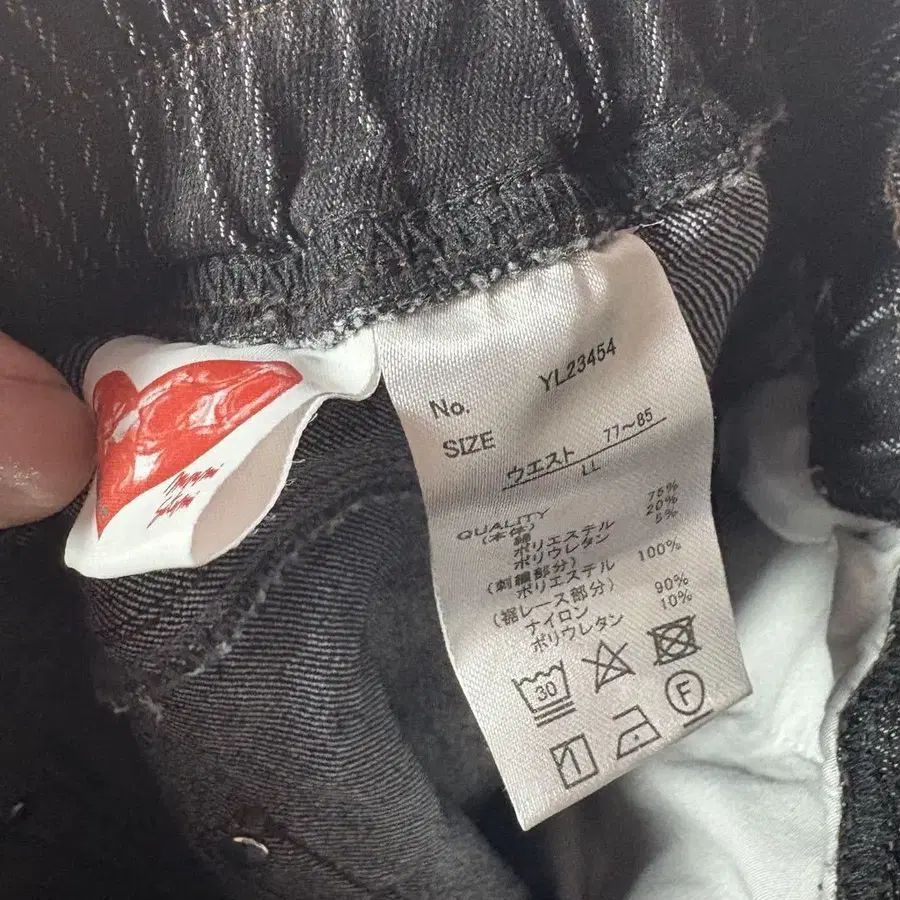 No. YL23454
SIZE
ウエスト 77～85
LL
QUALITY
(本体)
綿 75%
ポリエステル 20%
ポリウレタン 5%
(刺繍部分)
ポリエステル 100%
(裾レース部分)
ナイロン 90%
ポリウレタン 10%
30
F